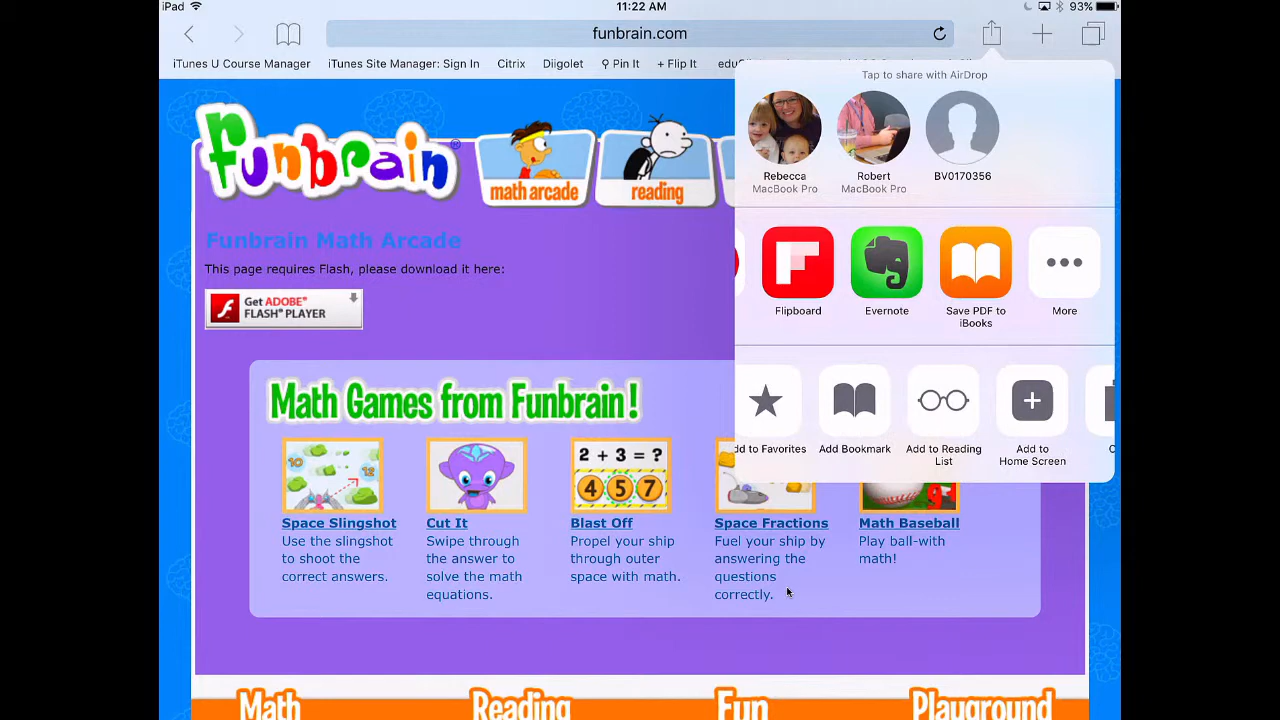 iPad
11:22 AM
93%
funbrain.com
iTunes U Course Manager
iTunes Site Manager: Sign In
Citrix
Diigolet
Pin It
+ Flip It
Tap to share with AirDrop
Rebecca
MacBook Pro
Robert
MacBook Pro
BV0170356
funbrain®
math arcade
reading
Funbrain Math Arcade
This page requires Flash, please download it here:
Get ADOBE®
FLASH® PLAYER
Flipboard
Evernote
Save PDF to
iBooks
More
Add Bookmark
Add to Reading
List
Add to
Home Screen
dd to Favorites
Math Games from Funbrain!
10
12
2 + 3 = ?
4 5 7
9
Space Slingshot
Use the slingshot
to shoot the
correct answers.
Cut It
Swipe through
the answer to
solve the math
equations.
Blast Off
Propel your ship
through outer
space with math.
Space Fractions
Fuel your ship by
answering the
questions
correctly.
Math Baseball
Play ball-with
math!
Math
Reading
Fun
Playground